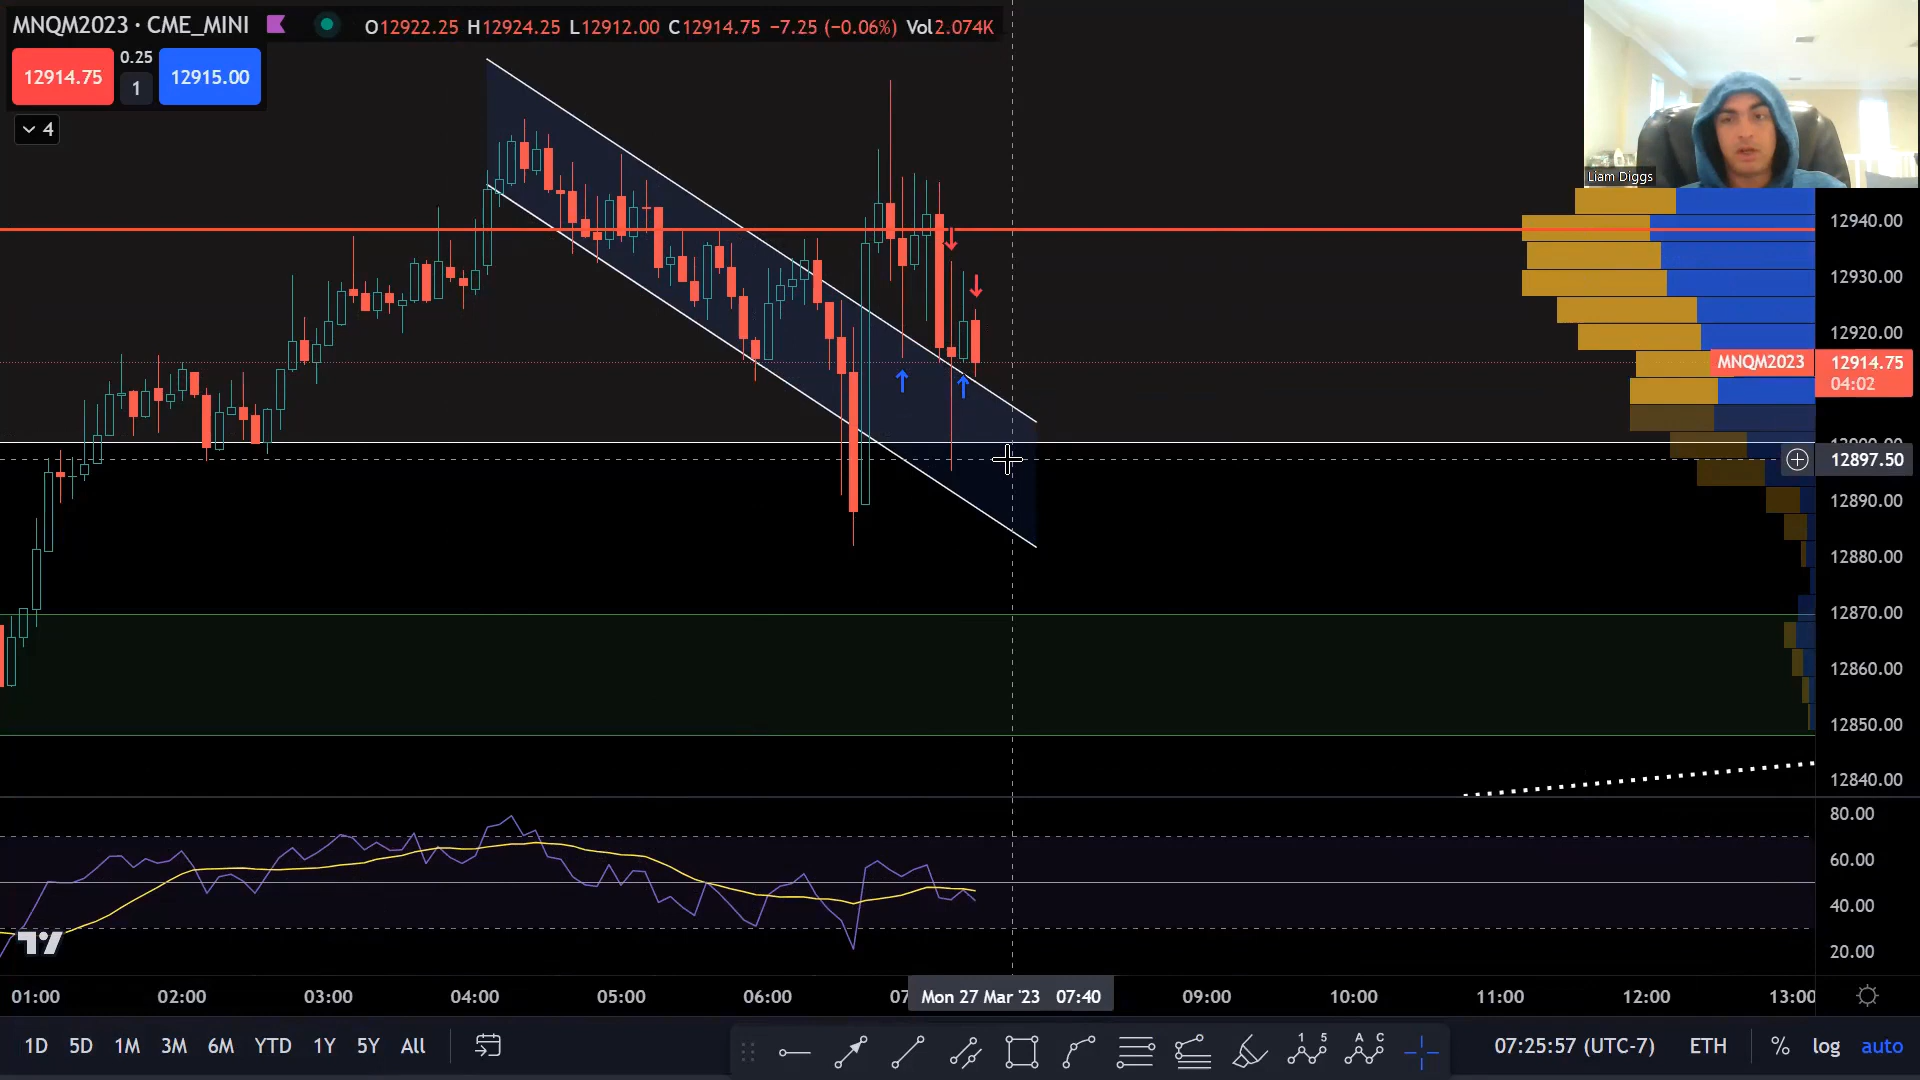 MNQM2023 · CME_MINI
O12922.25 H12924.25 L12912.00 C12914.75 −7.25 (−0.06%) Vol2.074K
12914.75
0.25
1
12915.00
4
Liam Diggs
12940.00
12930.00
12920.00
MNQM2023
12914.75
04:02
12897.50
12890.00
12880.00
12870.00
12860.00
12850.00
12840.00
80.00
60.00
40.00
20.00
01:00 02:00 03:00 04:00 05:00 06:00 Mon 27 Mar '23 07:40 09:00 10:00 11:00 12:00 13:00
1D 5D 1M 3M 6M YTD 1Y 5Y All
1 5
A C
07:25:57 (UTC-7) ETH % log auto